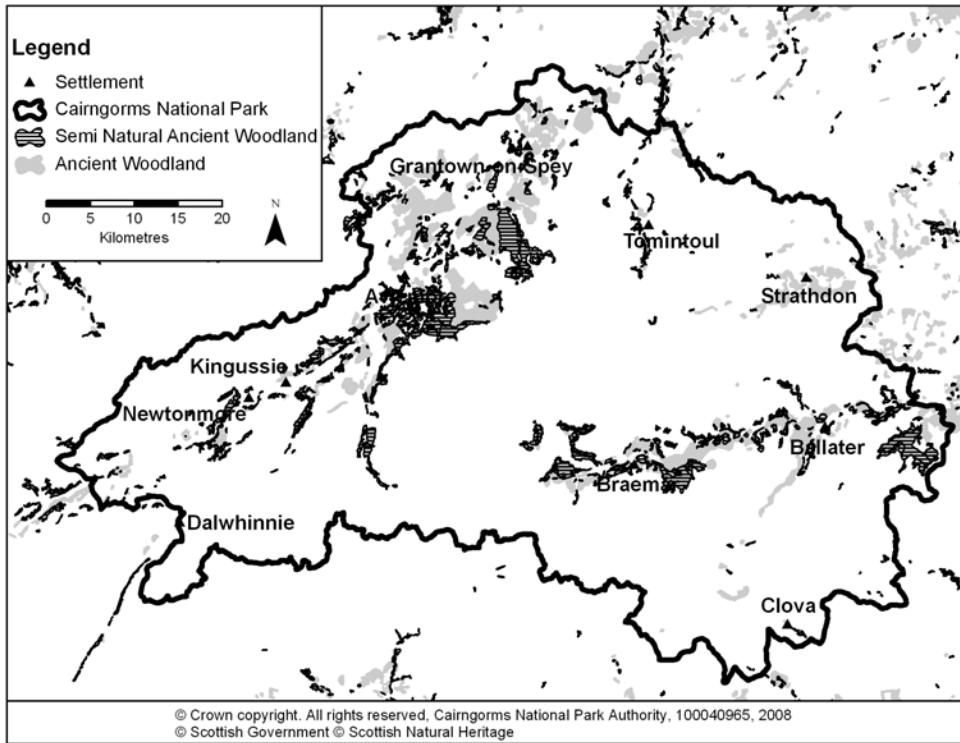 Legend
Settlement
Cairngorms National Park
Semi Natural Ancient Woodland
Ancient Woodland
0 5 10 15 20
Kilometres
N
Grantown-on-Spey
Tomintoul
Strathdon
Kingussie
Newtonmore
Ballater
Braemar
Dalwhinnie
Clova
© Crown copyright. All rights reserved, Cairngorms National Park Authority, 100040965, 2008
© Scottish Government © Scottish Natural Heritage